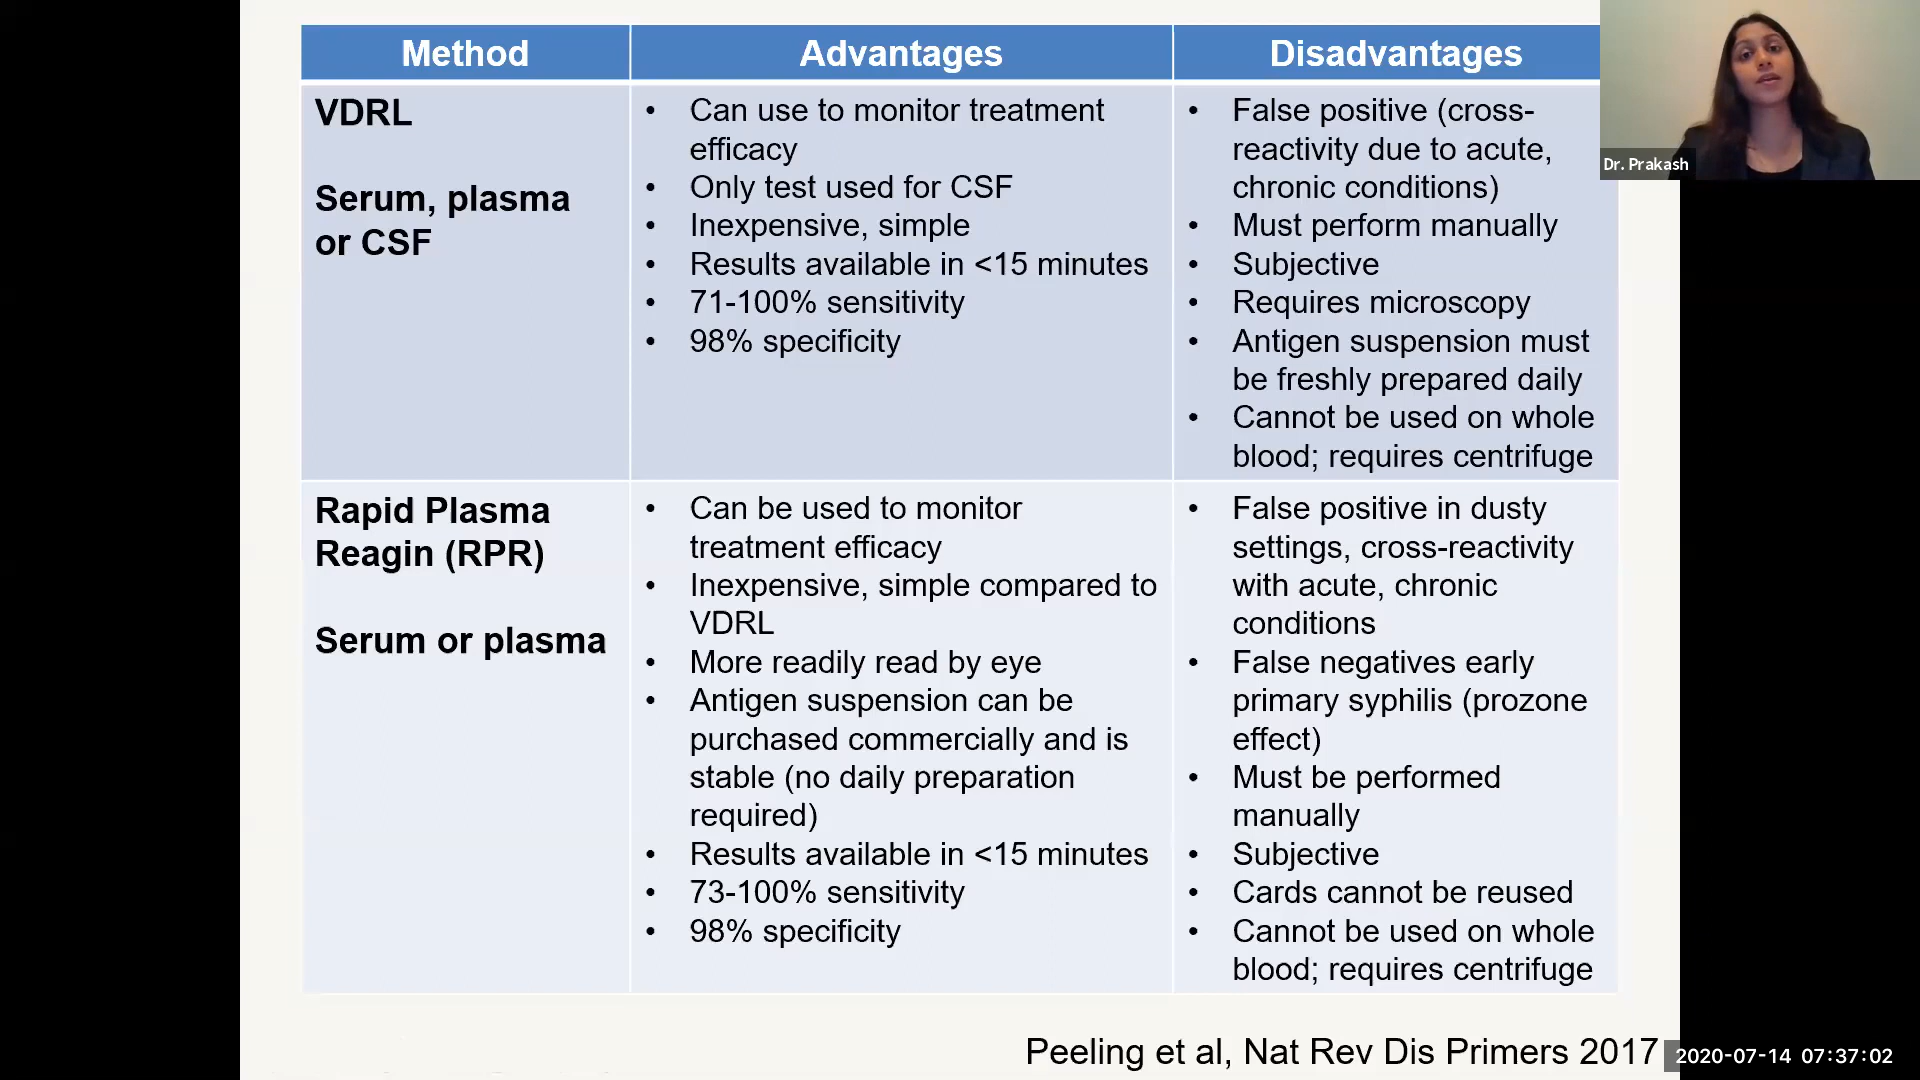 Method
Advantages
Disadvantages
VDRL
Serum, plasma
or CSF
• Can use to monitor treatment
efficacy
• Only test used for CSF
• Inexpensive, simple
• Results available in <15 minutes
• 71-100% sensitivity
• 98% specificity
• False positive (cross-
reactivity due to acute,
chronic conditions)
• Must perform manually
• Subjective
• Requires microscopy
• Antigen suspension must
be freshly prepared daily
• Cannot be used on whole
blood; requires centrifuge
Rapid Plasma
Reagin (RPR)
Serum or plasma
• Can be used to monitor
treatment efficacy
• Inexpensive, simple compared to
VDRL
• More readily read by eye
• Antigen suspension can be
purchased commercially and is
stable (no daily preparation
required)
• Results available in <15 minutes
• 73-100% sensitivity
• 98% specificity
• False positive in dusty
settings, cross-reactivity
with acute, chronic
conditions
• False negatives early
primary syphilis (prozone
effect)
• Must be performed
manually
• Subjective
• Cards cannot be reused
• Cannot be used on whole
blood; requires centrifuge
Peeling et al, Nat Rev Dis Primers 2017
Dr. Prakash
2020-07-14 07:37:02